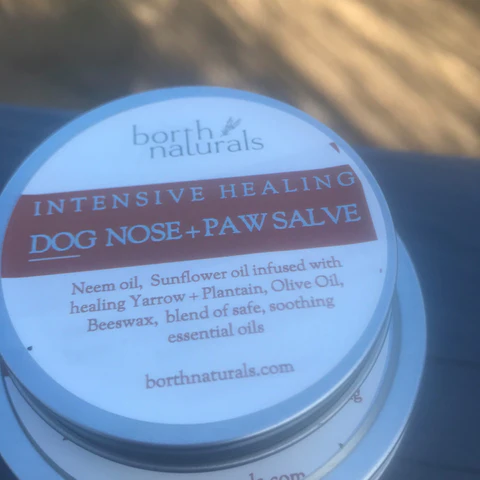 borth
naturals
INTENSIVE HEALING
DOG NOSE + PAW SALVE
Neem oil, Sunflower oil infused with
healing Yarrow + Plantain, Olive Oil,
Beeswax, blend of safe, soothing
essential oils
borthnaturals.com